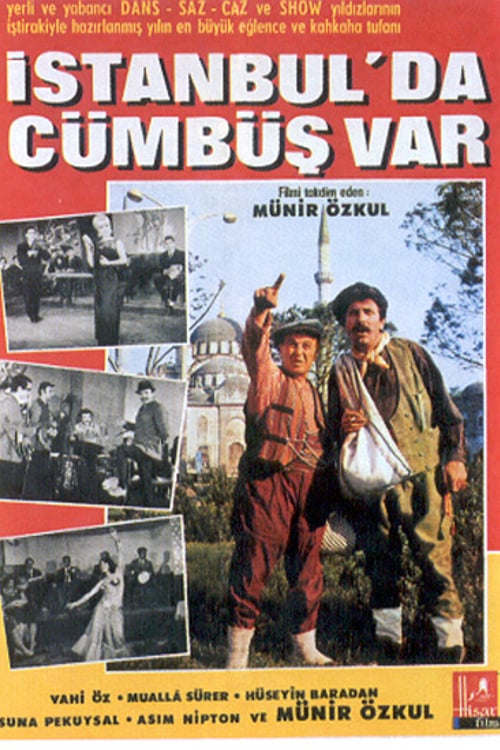 yerli ve yabancı DANS - SAZ - CAZ ve SHOW yıldızlarının
iştirakiyle hazırlanmış yılın en büyük eğlence ve kahkaha tufanı
İSTANBUL'DA
CÜMBÜŞ VAR
Filmi takdim eden :
MÜNİR ÖZKUL
VAHİ ÖZ • MUALLÂ SÜRER • HÜSEYİN BARADAN
SUNA PEKUYSAL • ASIM NİPTON VE MÜNİR ÖZKUL
Hisar
film